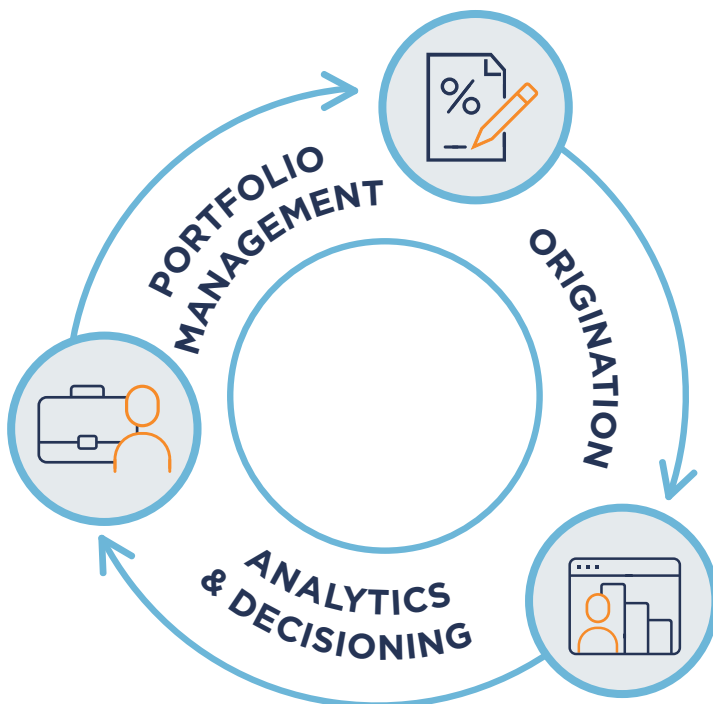 %
PORTFOLIO
MANAGEMENT
ORIGINATION
ANALYTICS
& DECISIONING